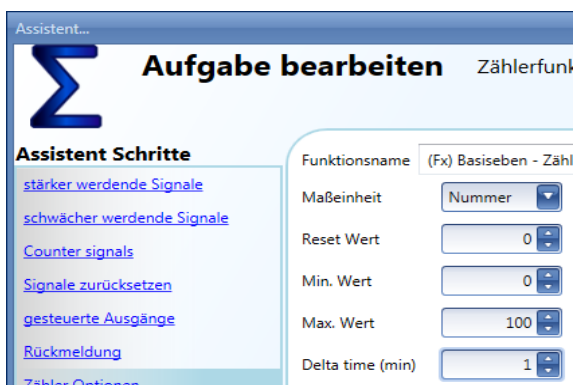 Assistent...
Aufgabe bearbeiten Zählerfunk
Assistent Schritte
stärker werdende Signale
schwächer werdende Signale
Counter signals
Signale zurücksetzen
gesteuerte Ausgänge
Rückmeldung
Zähler Optionen
Funktionsname (Fx) Basiseben - Zähl
Maßeinheit Nummer
Reset Wert 0
Min. Wert 0
Max. Wert 100
Delta time (min) 1